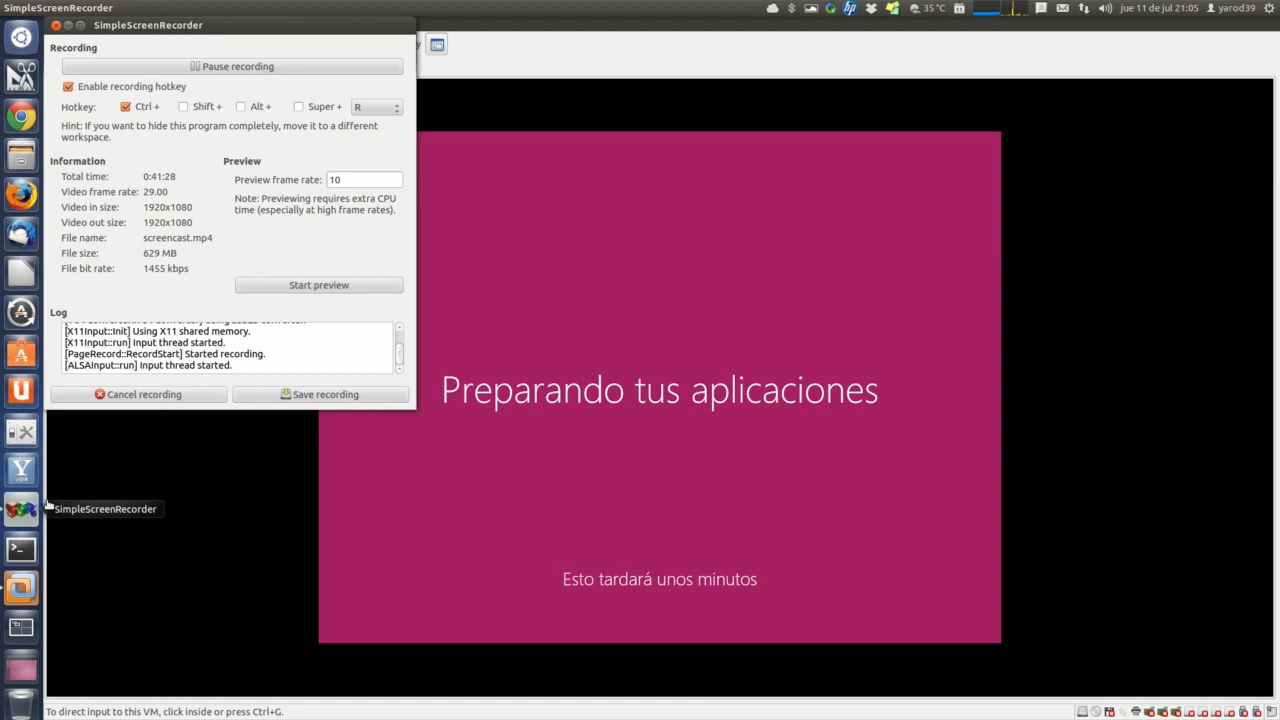 SimpleScreenRecorder
35°C
jue 11 de jul 21:05
yarod39
SimpleScreenRecorder
Recording
Pause recording
Enable recording hotkey
Hotkey: Ctrl + Shift + Alt + Super + R
Hint: If you want to hide this program completely, move it to a different
workspace.
Information
Total time: 0:41:28
Video frame rate: 29.00
Video in size: 1920x1080
Video out size: 1920x1080
File name: screencast.mp4
File size: 629 MB
File bit rate: 1455 kbps
Preview
Preview frame rate: 10
Note: Previewing requires extra CPU
time (especially at high frame rates).
Start preview
Log
[X11Input::Init] Using X11 shared memory.
[X11Input::run] Input thread started.
[PageRecord::RecordStart] Started recording.
[ALSAInput::run] Input thread started.
Cancel recording
Save recording
Preparando tus aplicaciones
SimpleScreenRecorder
Esto tardará unos minutos
To direct input to this VM, click inside or press Ctrl+G.